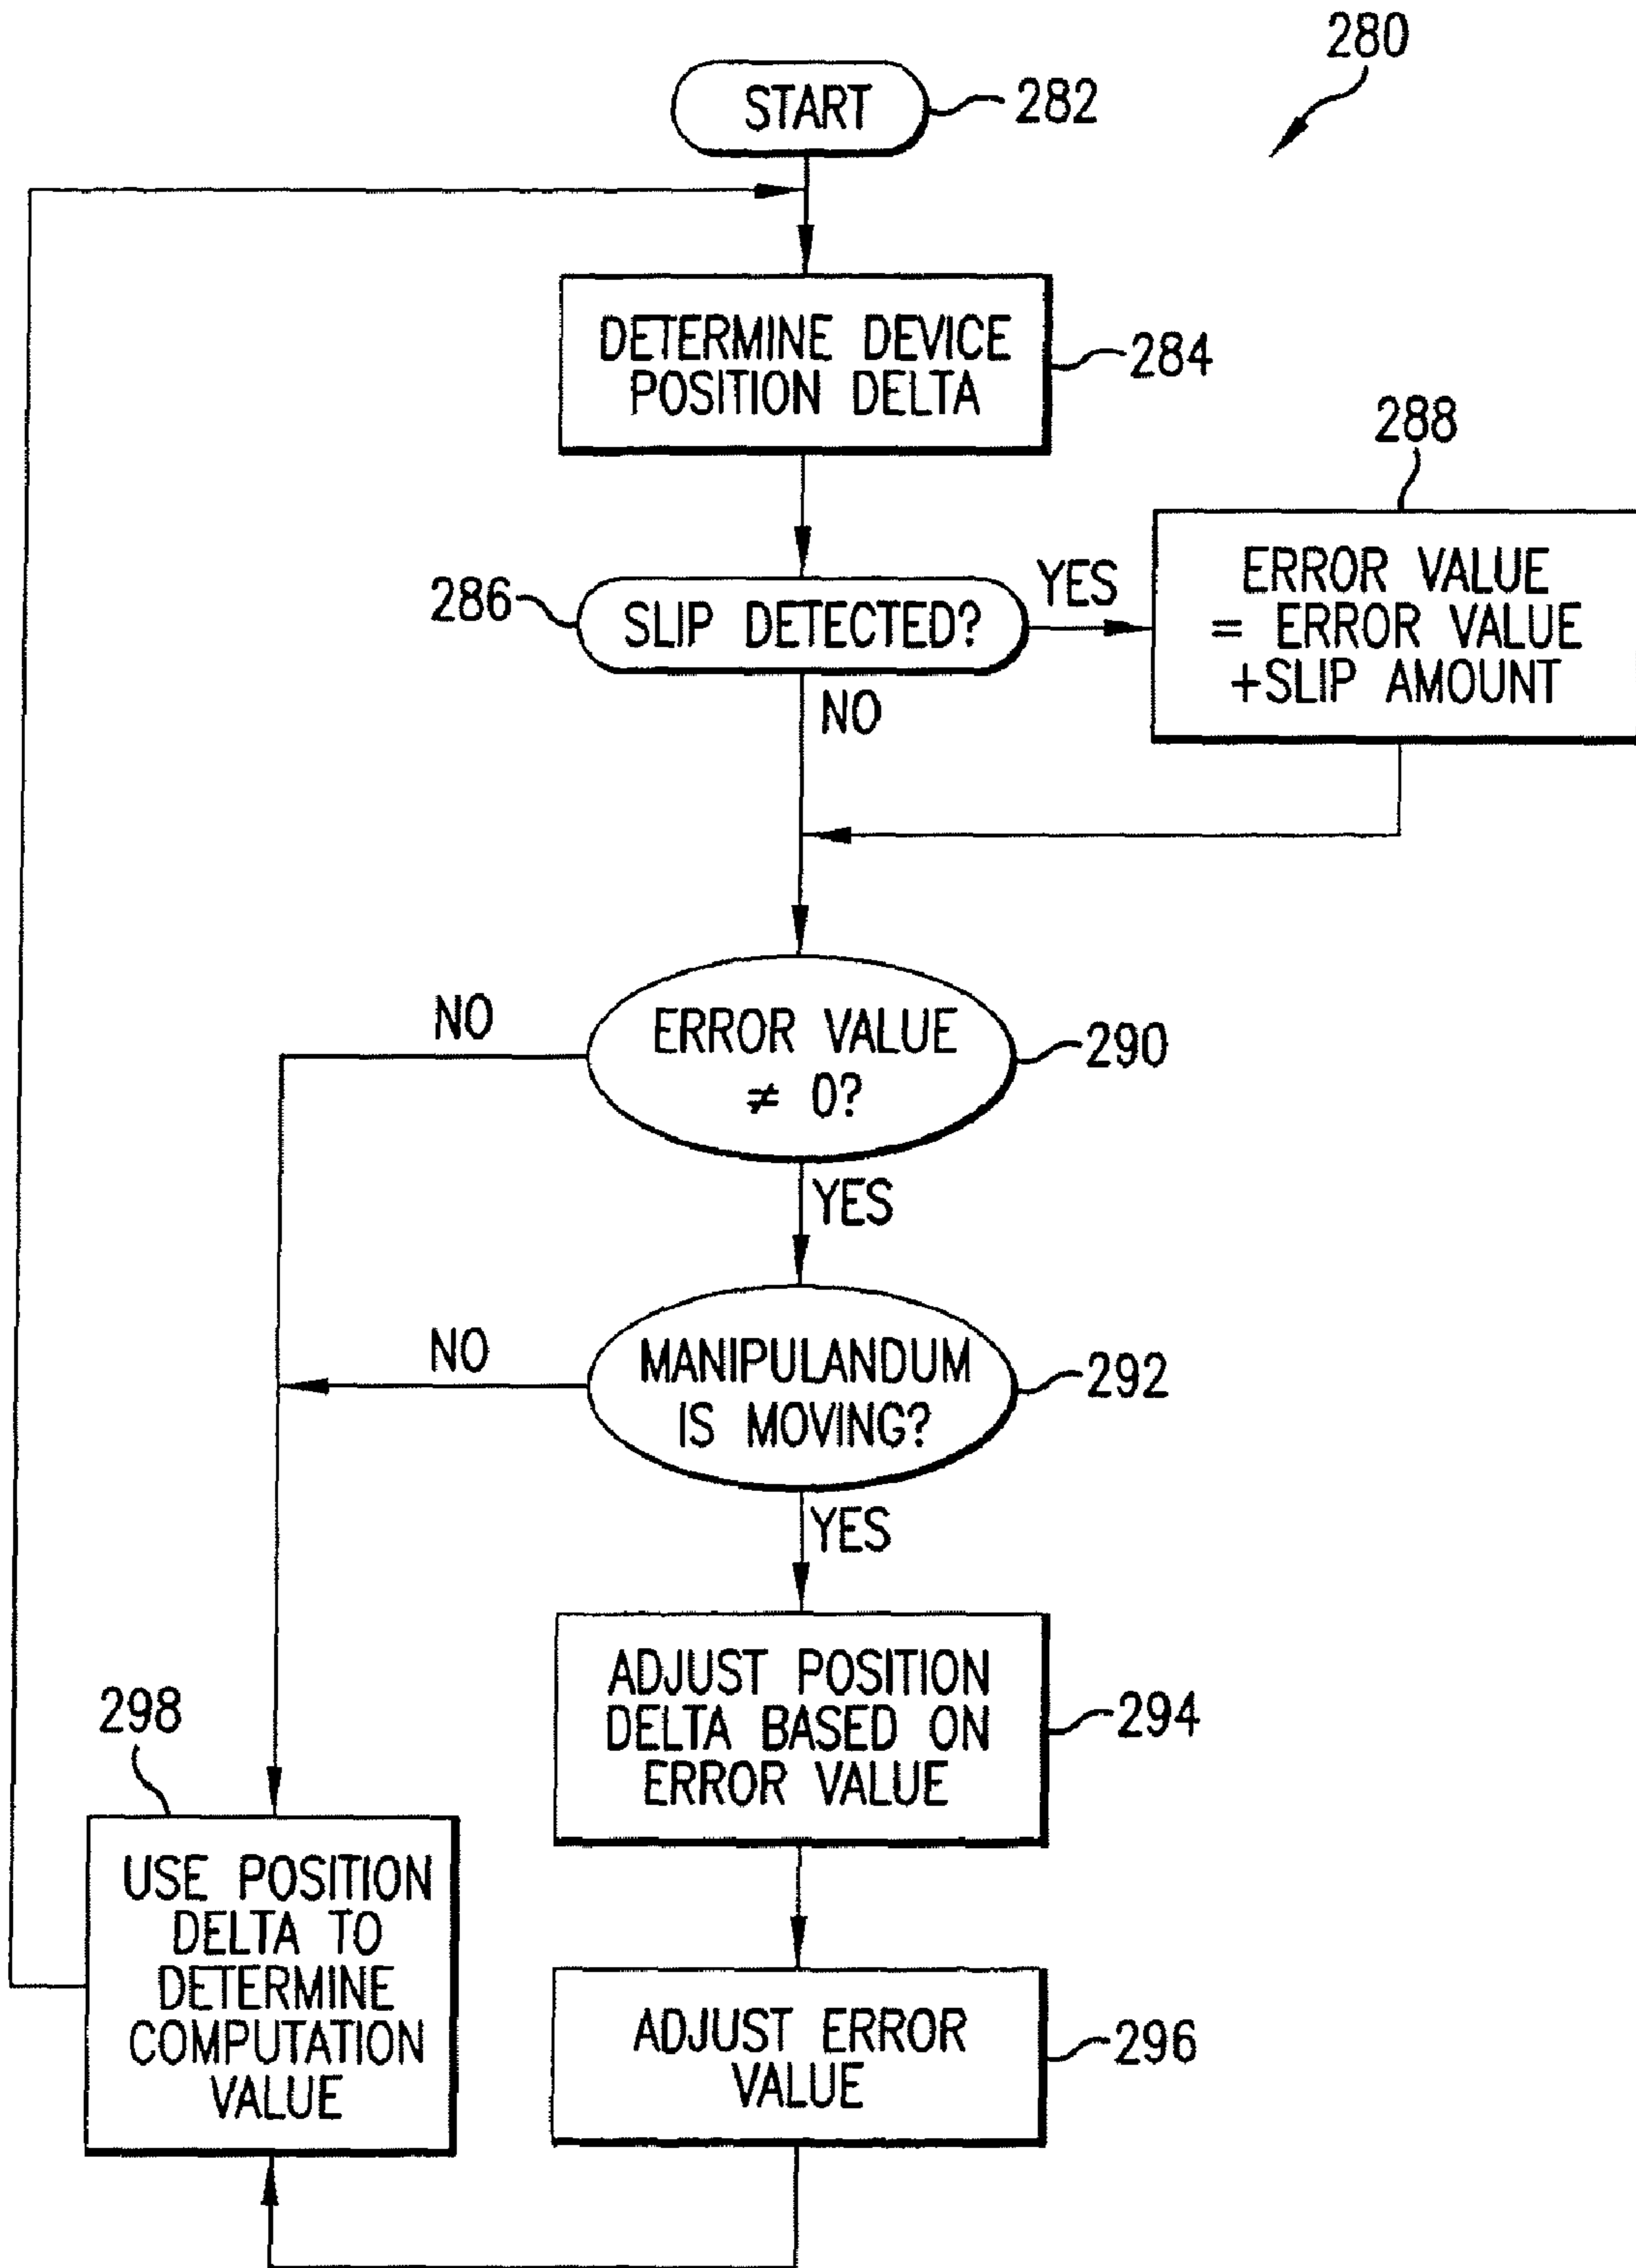 280
START
282
DETERMINE DEVICE
POSITION DELTA
284
288
ERROR VALUE
= ERROR VALUE
+SLIP AMOUNT
286
SLIP DETECTED?
YES
NO
NO
ERROR VALUE
≠ 0?
290
YES
NO
MANIPULANDUM
IS MOVING?
292
YES
ADJUST POSITION
DELTA BASED ON
ERROR VALUE
294
298
USE POSITION
DELTA TO
DETERMINE
COMPUTATION
VALUE
ADJUST ERROR
VALUE
296